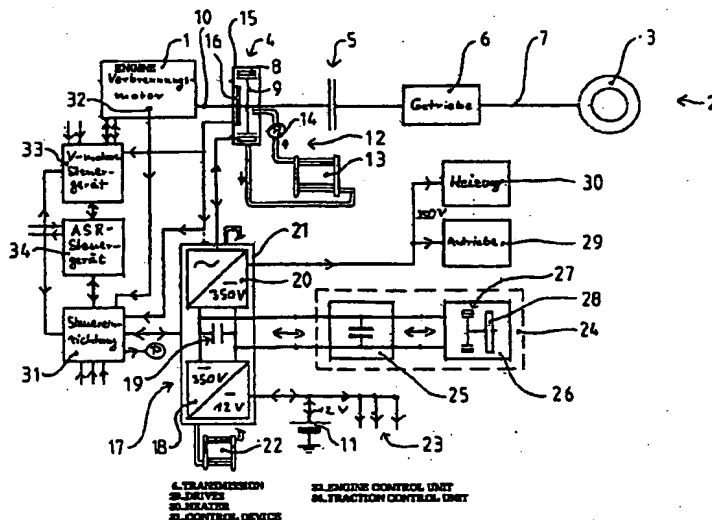 1
10
15
16
4
5
6
7
3
2
ENGINE
Verbrennungs-
motor
32
8
9
14
12
13
Getriebe
33
V-motor
Steuer-
gerät
34
ASR-
Steuer-
gerät
31
21
20
~
350V
19
350V
12V
17
18
22
350V
Heizung
30
Antriebe
29
27
28
24
25
26
12V
11
23
6. TRANSMISSION
29. DRIVES
30. HEATER
31. CONTROL DEVICE
33. ENGINE CONTROL UNIT
34. TRACTION CONTROL UNIT